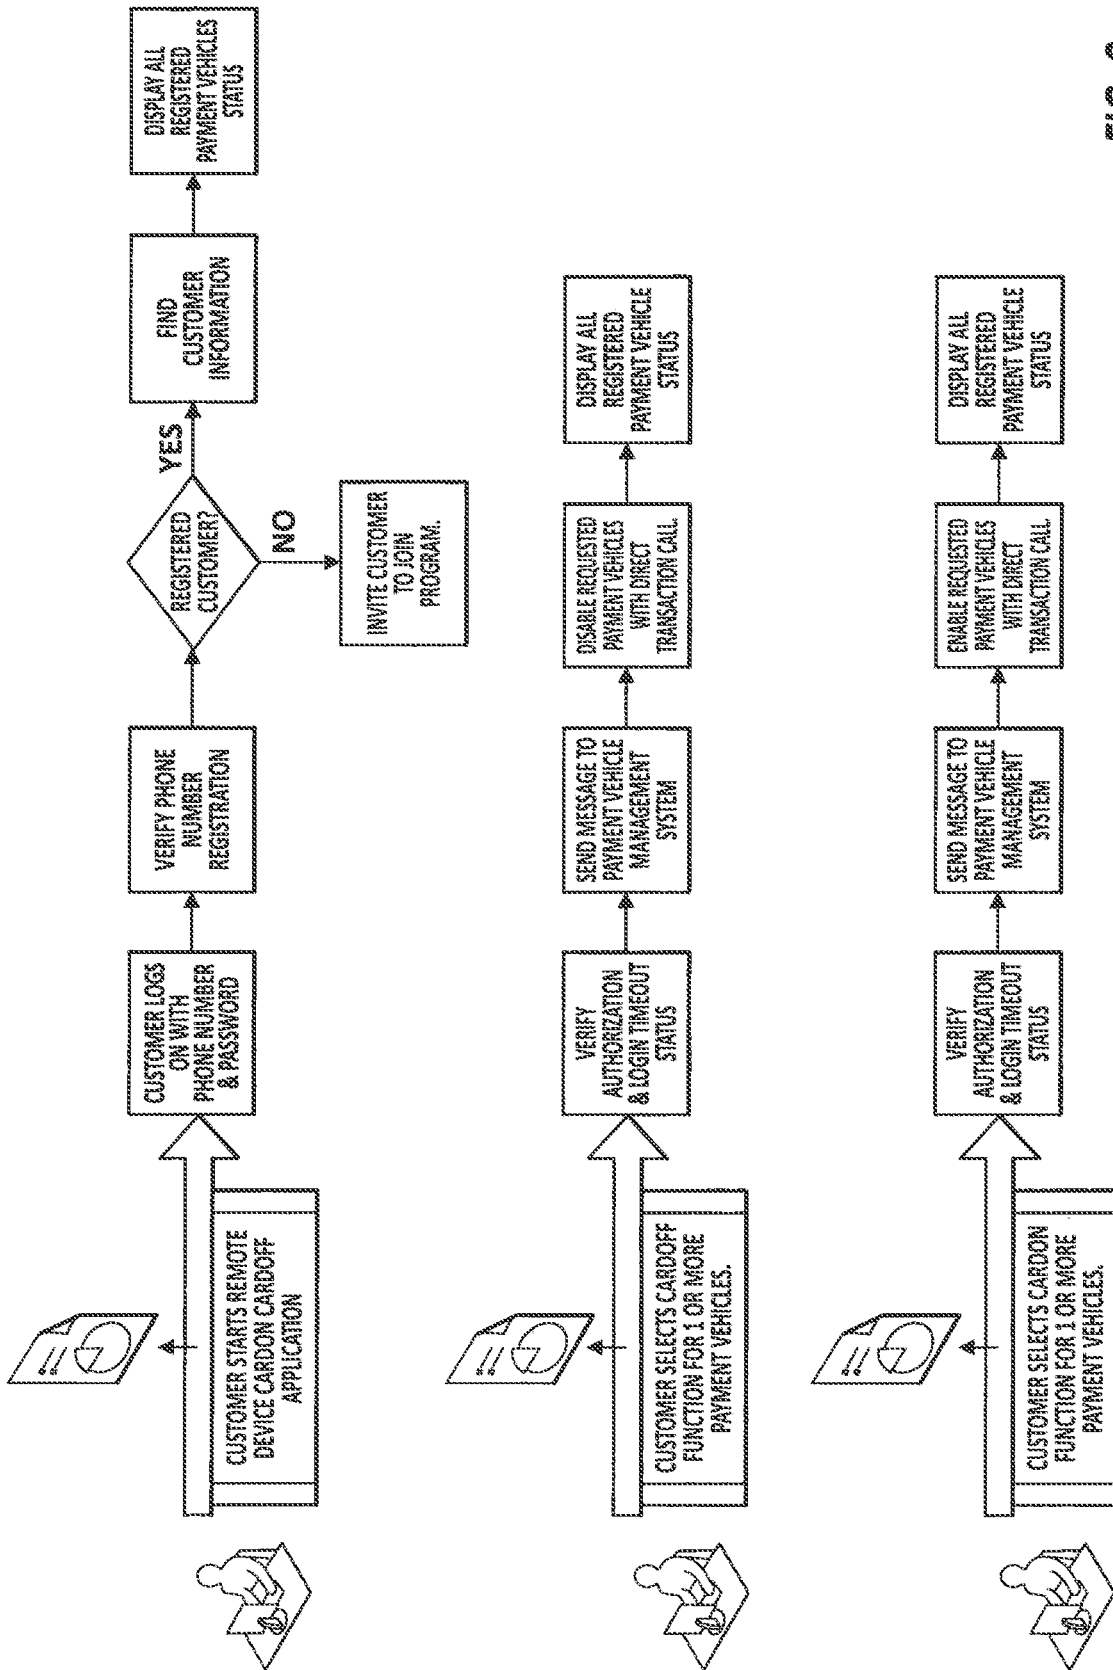 CUSTOMER STARTS REMOTE
DEVICE CARDON CARDOFF
APPLICATION
CUSTOMER LOGS
ON WITH
PHONE NUMBER
& PASSWORD
VERIFY PHONE
NUMBER
REGISTRATION
REGISTERED
CUSTOMER?
YES
NO
FIND
CUSTOMER
INFORMATION
DISPLAY ALL
REGISTERED
PAYMENT VEHICLES
STATUS
INVITE CUSTOMER
TO JOIN
PROGRAM.
CUSTOMER SELECTS CARDOFF
FUNCTION FOR 1 OR MORE
PAYMENT VEHICLES.
VERIFY
AUTHORIZATION
& LOGIN TIMEOUT
STATUS
SEND MESSAGE TO
PAYMENT VEHICLE
MANAGEMENT
SYSTEM
DISABLE REQUESTED
PAYMENT VEHICLES
WITH DIRECT
TRANSACTION CALL.
DISPLAY ALL
REGISTERED
PAYMENT VEHICLE
STATUS
CUSTOMER SELECTS CARDON
FUNCTION FOR 1 OR MORE
PAYMENT VEHICLES.
VERIFY
AUTHORIZATION
& LOGIN TIMEOUT
STATUS
SEND MESSAGE TO
PAYMENT VEHICLE
MANAGEMENT
SYSTEM
ENABLE REQUESTED
PAYMENT VEHICLES
WITH DIRECT
TRANSACTION CALL.
DISPLAY ALL
REGISTERED
PAYMENT VEHICLE
STATUS